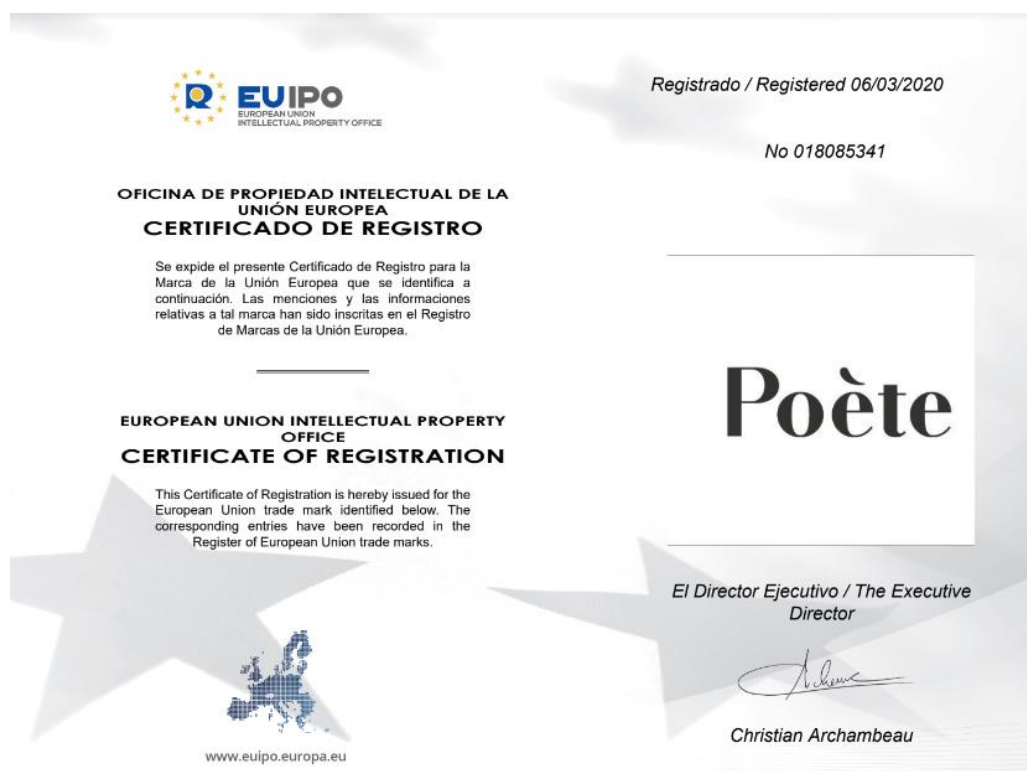 EUIPO
EUROPEAN UNION
INTELLECTUAL PROPERTY OFFICE
OFICINA DE PROPIEDAD INTELECTUAL DE LA
UNIÓN EUROPEA
CERTIFICADO DE REGISTRO
Se expide el presente Certificado de Registro para la
Marca de la Unión Europea que se identifica a
continuación. Las menciones y las informaciones
relativas a tal marca han sido inscritas en el Registro
de Marcas de la Unión Europea.
EUROPEAN UNION INTELLECTUAL PROPERTY
OFFICE
CERTIFICATE OF REGISTRATION
This Certificate of Registration is hereby issued for the
European Union trade mark identified below. The
corresponding entries have been recorded in the
Register of European Union trade marks.
www.euipo.europa.eu
Registrado / Registered 06/03/2020
No 018085341
Poète
El Director Ejecutivo / The Executive
Director
Christian Archambeau